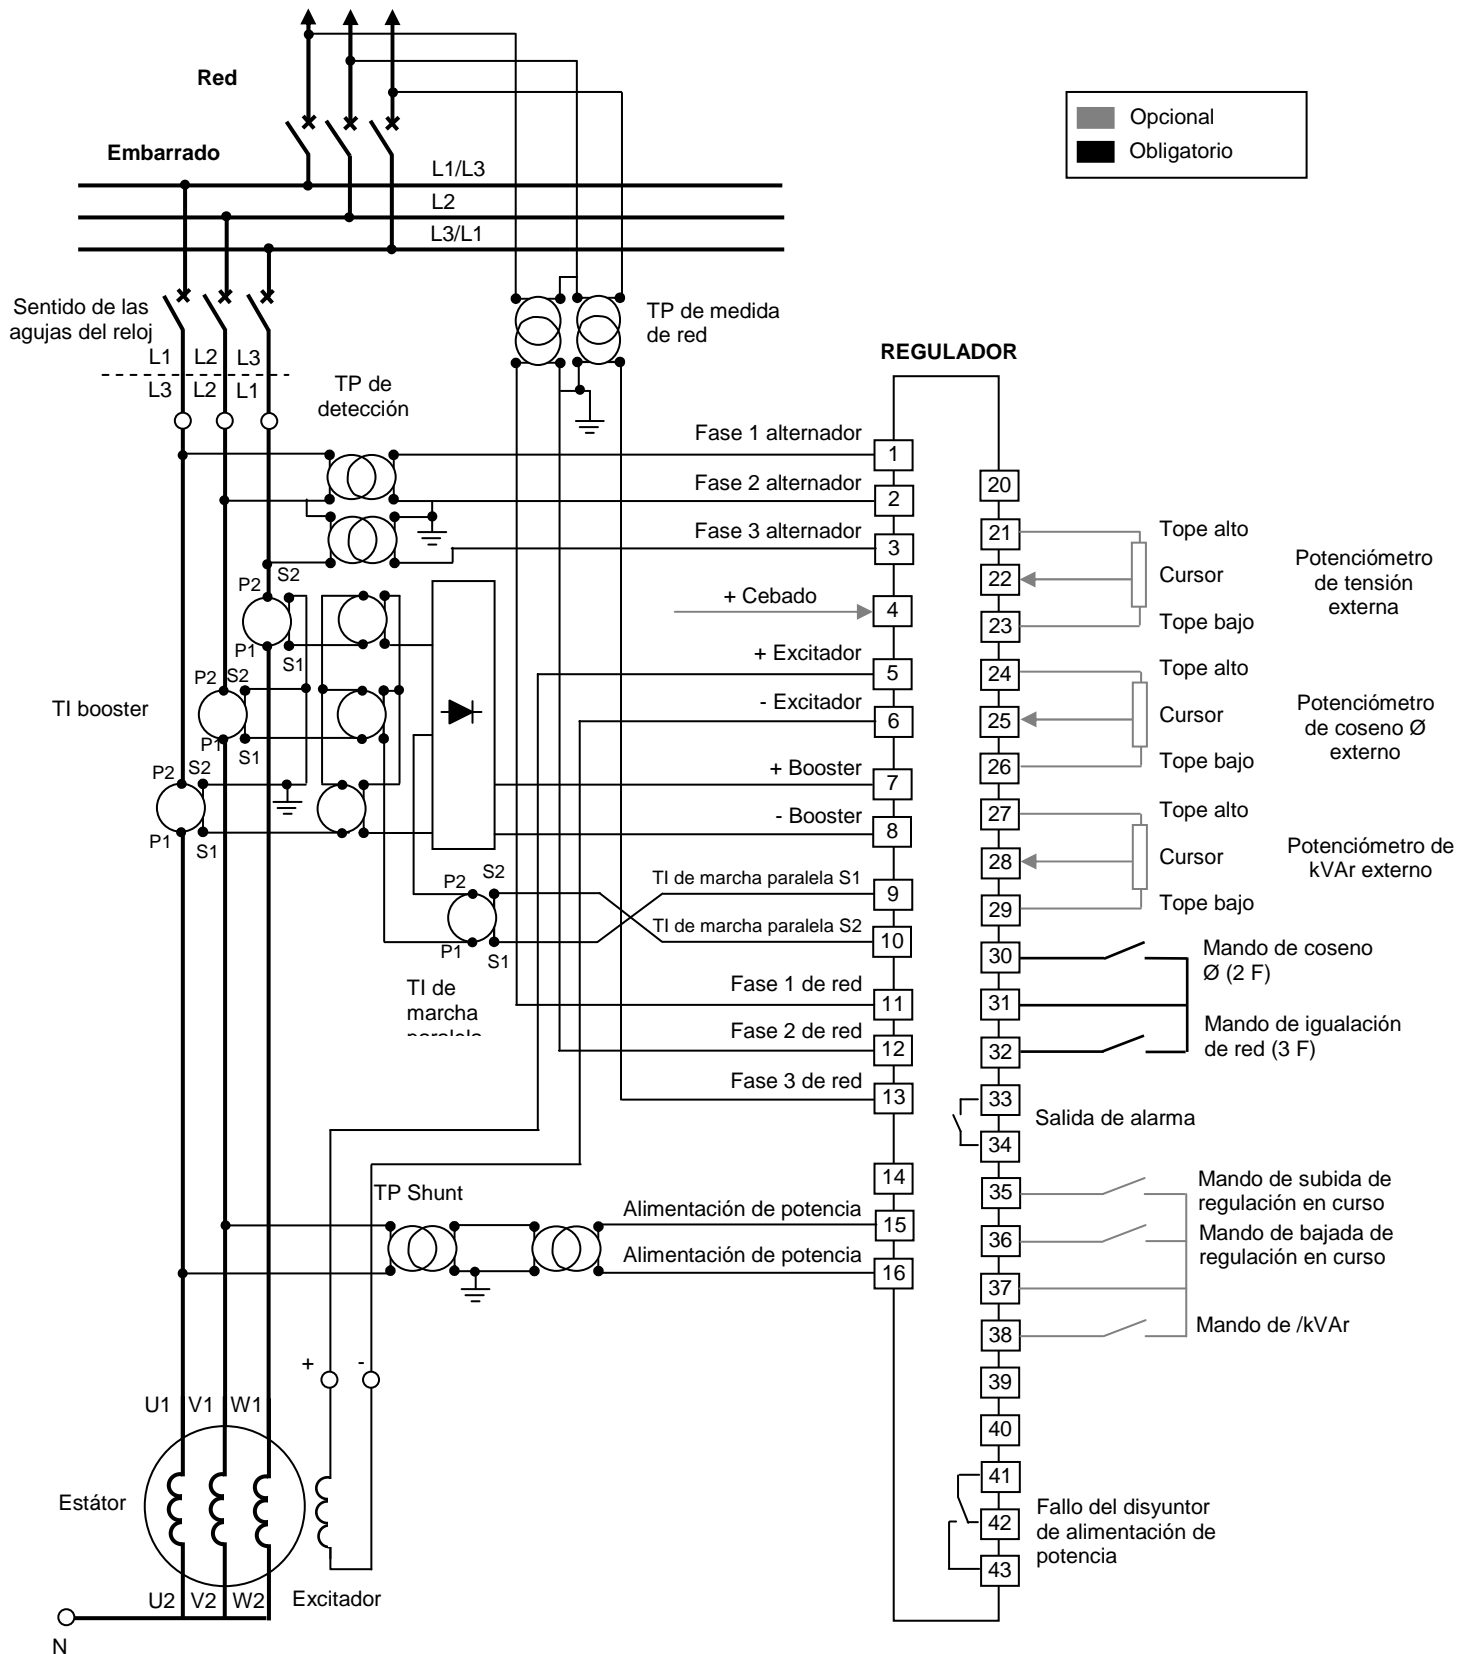 Red
Opcional
Obligatorio
Embarrado
L1/L3
L2
L3/L1
Sentido de las
agujas del reloj
L1 L2 L3
L3 L2 L1
TP de medida
de red
REGULADOR
TP de
detección
Fase 1 alternador
1
Fase 2 alternador
2
Fase 3 alternador
3
+ Cebado
4
+ Excitador
5
- Excitador
6
+ Booster
7
- Booster
8
TI de marcha paralela S1
9
TI de marcha paralela S2
10
Fase 1 de red
11
Fase 2 de red
12
Fase 3 de red
13
14
Alimentación de potencia
15
Alimentación de potencia
16
20
21
Tope alto
22
Cursor
23
Tope bajo
Potenciómetro
de tensión
externa
24
Tope alto
25
Cursor
26
Tope bajo
Potenciómetro
de coseno Ø
externo
27
Tope alto
28
Cursor
29
Tope bajo
Potenciómetro de
kVAr externo
30
31
32
Mando de coseno
Ø (2 F)
Mando de igualación
de red (3 F)
33
34
Salida de alarma
35
36
37
38
Mando de subida de
regulación en curso
Mando de bajada de
regulación en curso
Mando de /kVAr
39
40
41
42
43
Fallo del disyuntor
de alimentación de
potencia
P2 S2
P1 S1
P2 S2
P1 S1
P2 S2
P1 S1
TI booster
P2 S2
P1 S1
TI de
marcha
paralela
TP Shunt
+ -
U1 V1 W1
Estátor
U2 V2 W2
Excitador
N